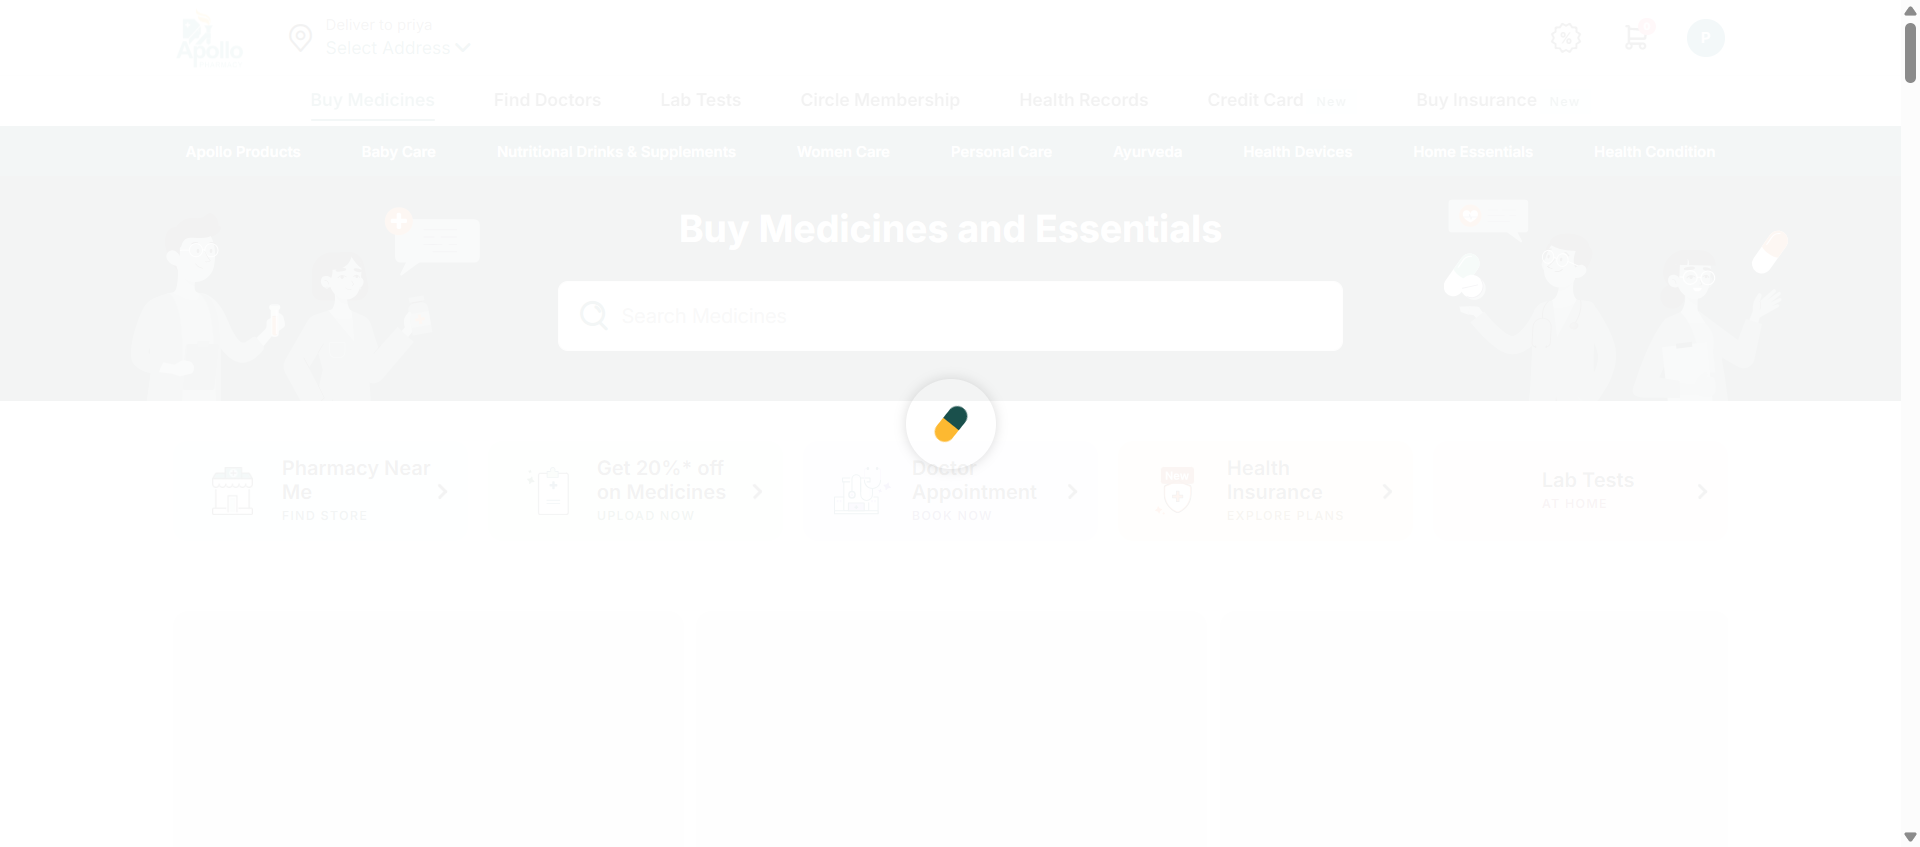 Apollo
Deliver to priya
Select Address
P
Buy Medicines
Find Doctors
Lab Tests
Circle Membership
Health Records
Credit Card New
Buy Insurance New
Apollo Products
Baby Care
Nutritional Drinks & Supplements
Women Care
Personal Care
Ayurveda
Health Devices
Home Essentials
Health Condition
Buy Medicines and Essentials
Search Medicines
Pharmacy Near
Me
FIND STORE
Get 20%* off
on Medicines
UPLOAD NOW
Doctor
Appointment
BOOK NOW
New
Health
Insurance
EXPLORE PLANS
Lab Tests
AT HOME